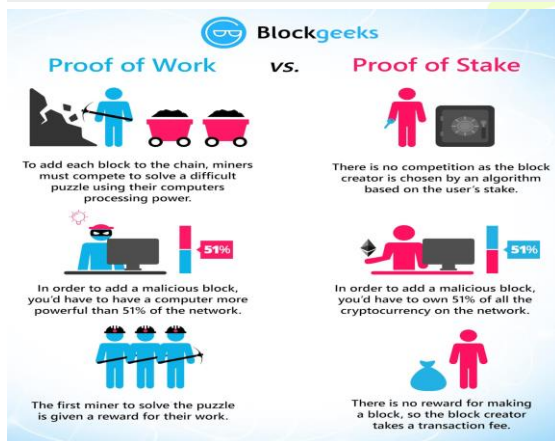 Blockgeeks
Proof of Work vs. Proof of Stake
To add each block to the chain, miners
must compete to solve a difficult
puzzle using their computers
processing power.
There is no competition as the block
creator is chosen by an algorithm
based on the user's stake.
51%
51%
In order to add a malicious block,
you'd have to have a computer more
powerful than 51% of the network.
In order to add a malicious block,
you'd have to own 51% of all the
cryptocurrency on the network.
The first miner to solve the puzzle
is given a reward for their work.
There is no reward for making
a block, so the block creator
takes a transaction fee.